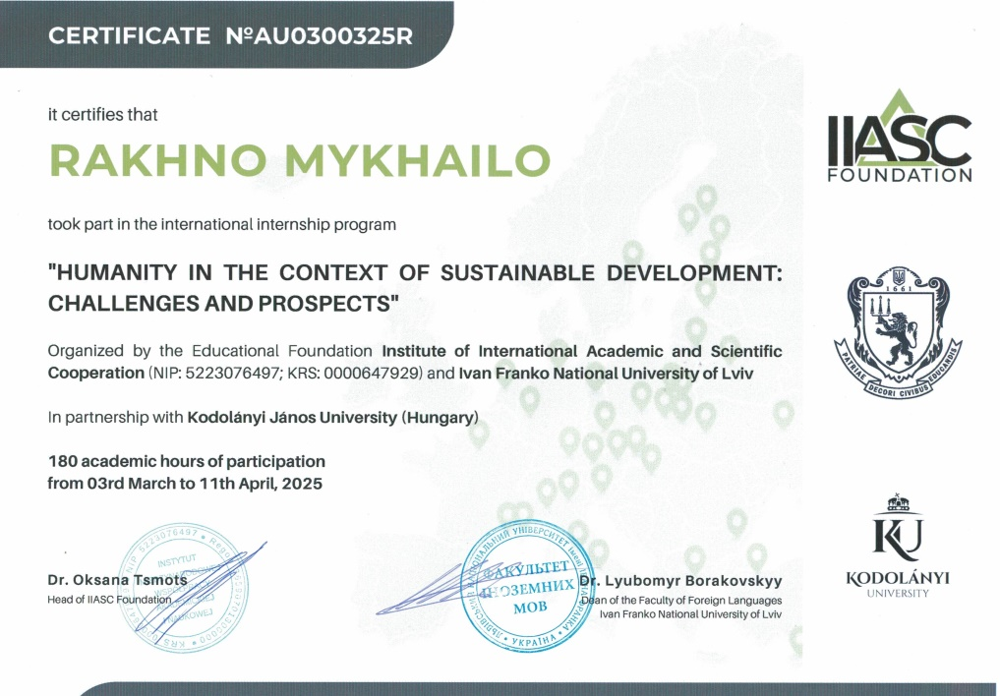 CERTIFICATE №AU0300325R
it certifies that
RAKHNO MYKHAILO
took part in the international internship program
"HUMANITY IN THE CONTEXT OF SUSTAINABLE DEVELOPMENT:
CHALLENGES AND PROSPECTS"
Organized by the Educational Foundation Institute of International Academic and Scientific
Cooperation (NIP: 5223076497; KRS: 0000647929) and Ivan Franko National University of Lviv
In partnership with Kodolányi János University (Hungary)
180 academic hours of participation
from 03rd March to 11th April, 2025
Dr. Oksana Tsmots
Head of IIASC Foundation
NIP 5223076497
INSTYTUT
NAUKOWEJ
KRS
ФАКУЛЬТЕТ
ІНОЗЕМНИХ
МОВ
УКРАЇНА
Dr. Lyubomyr Borakovskyy
Dean of the Faculty of Foreign Languages
Ivan Franko National University of Lviv
IIASC
FOUNDATION
1661
PATRIAE DECORI CIVIBUS EDUCANDIS
KU
KODOLÁNYI
UNIVERSITY